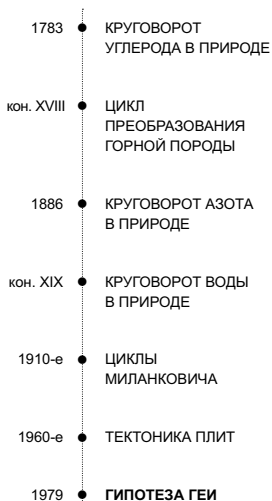 1783 КРУГОВОРОТ
УГЛЕРОДА В ПРИРОДЕ
кон. XVIII ЦИКЛ
ПРЕОБРАЗОВАНИЯ
ГОРНОЙ ПОРОДЫ
1886 КРУГОВОРОТ АЗОТА
В ПРИРОДЕ
кон. XIX КРУГОВОРОТ ВОДЫ
В ПРИРОДЕ
1910-е ЦИКЛЫ
МИЛАНКОВИЧА
1960-е ТЕКТОНИКА ПЛИТ
1979 ГИПОТЕЗА ГЕИ